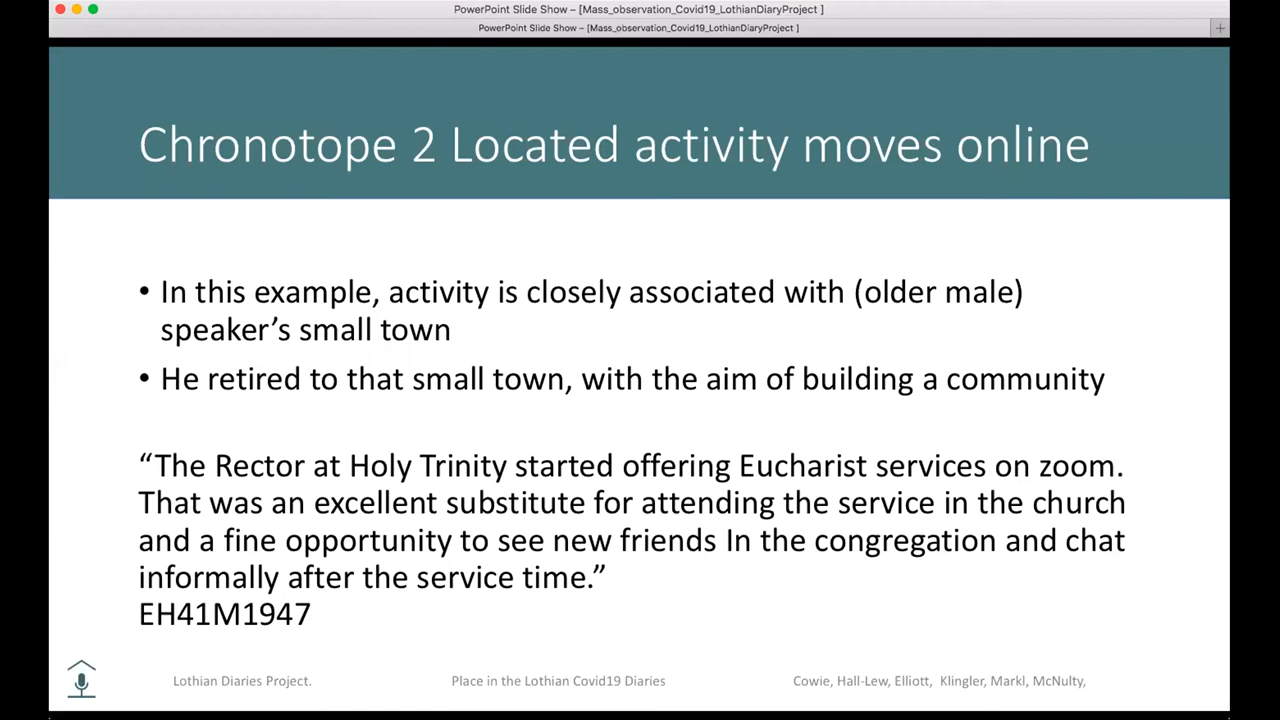 PowerPoint Slide Show – [Mass_observation_Covid19_LothianDiaryProject ]
PowerPoint Slide Show – [Mass_observation_Covid19_LothianDiaryProject ]
Chronotope 2 Located activity moves online
• In this example, activity is closely associated with (older male)
speaker’s small town
• He retired to that small town, with the aim of building a community
“The Rector at Holy Trinity started offering Eucharist services on zoom.
That was an excellent substitute for attending the service in the church
and a fine opportunity to see new friends In the congregation and chat
informally after the service time.”
EH41M1947
Lothian Diaries Project. Place in the Lothian Covid19 Diaries Cowie, Hall-Lew, Elliott, Klingler, Markl, McNulty,